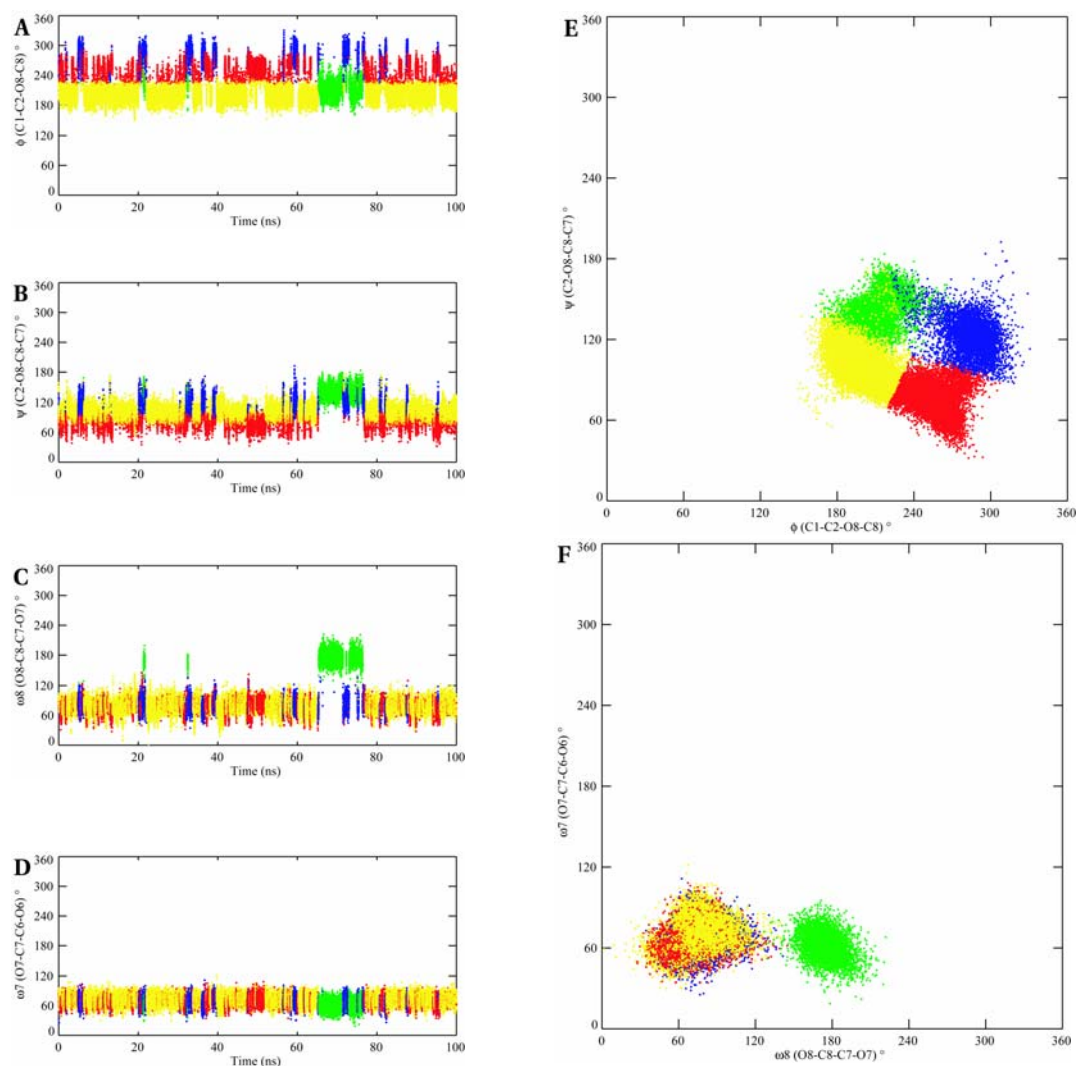 A
360
300
240
180
120
60
0
ϕ (C1-C2-O8-C8) °
0 20 40 60 80 100
Time (ns)
B
360
300
240
180
120
60
0
ψ (C2-O8-C8-C7) °
0 20 40 60 80 100
Time (ns)
C
360
300
240
180
120
60
0
ω8 (O8-C8-C7-O7) °
0 20 40 60 80 100
Time (ns)
D
360
300
240
180
120
60
0
ω7 (O7-C7-C6-O6) °
0 20 40 60 80 100
Time (ns)
E
360
300
240
180
120
60
0
ψ (C2-O8-C8-C7) °
0 60 120 180 240 300 360
ϕ (C1-C2-O8-C8) °
F
360
300
240
180
120
60
0
ω7 (O7-C7-C6-O6) °
0 60 120 180 240 300 360
ω8 (O8-C8-C7-O7) °